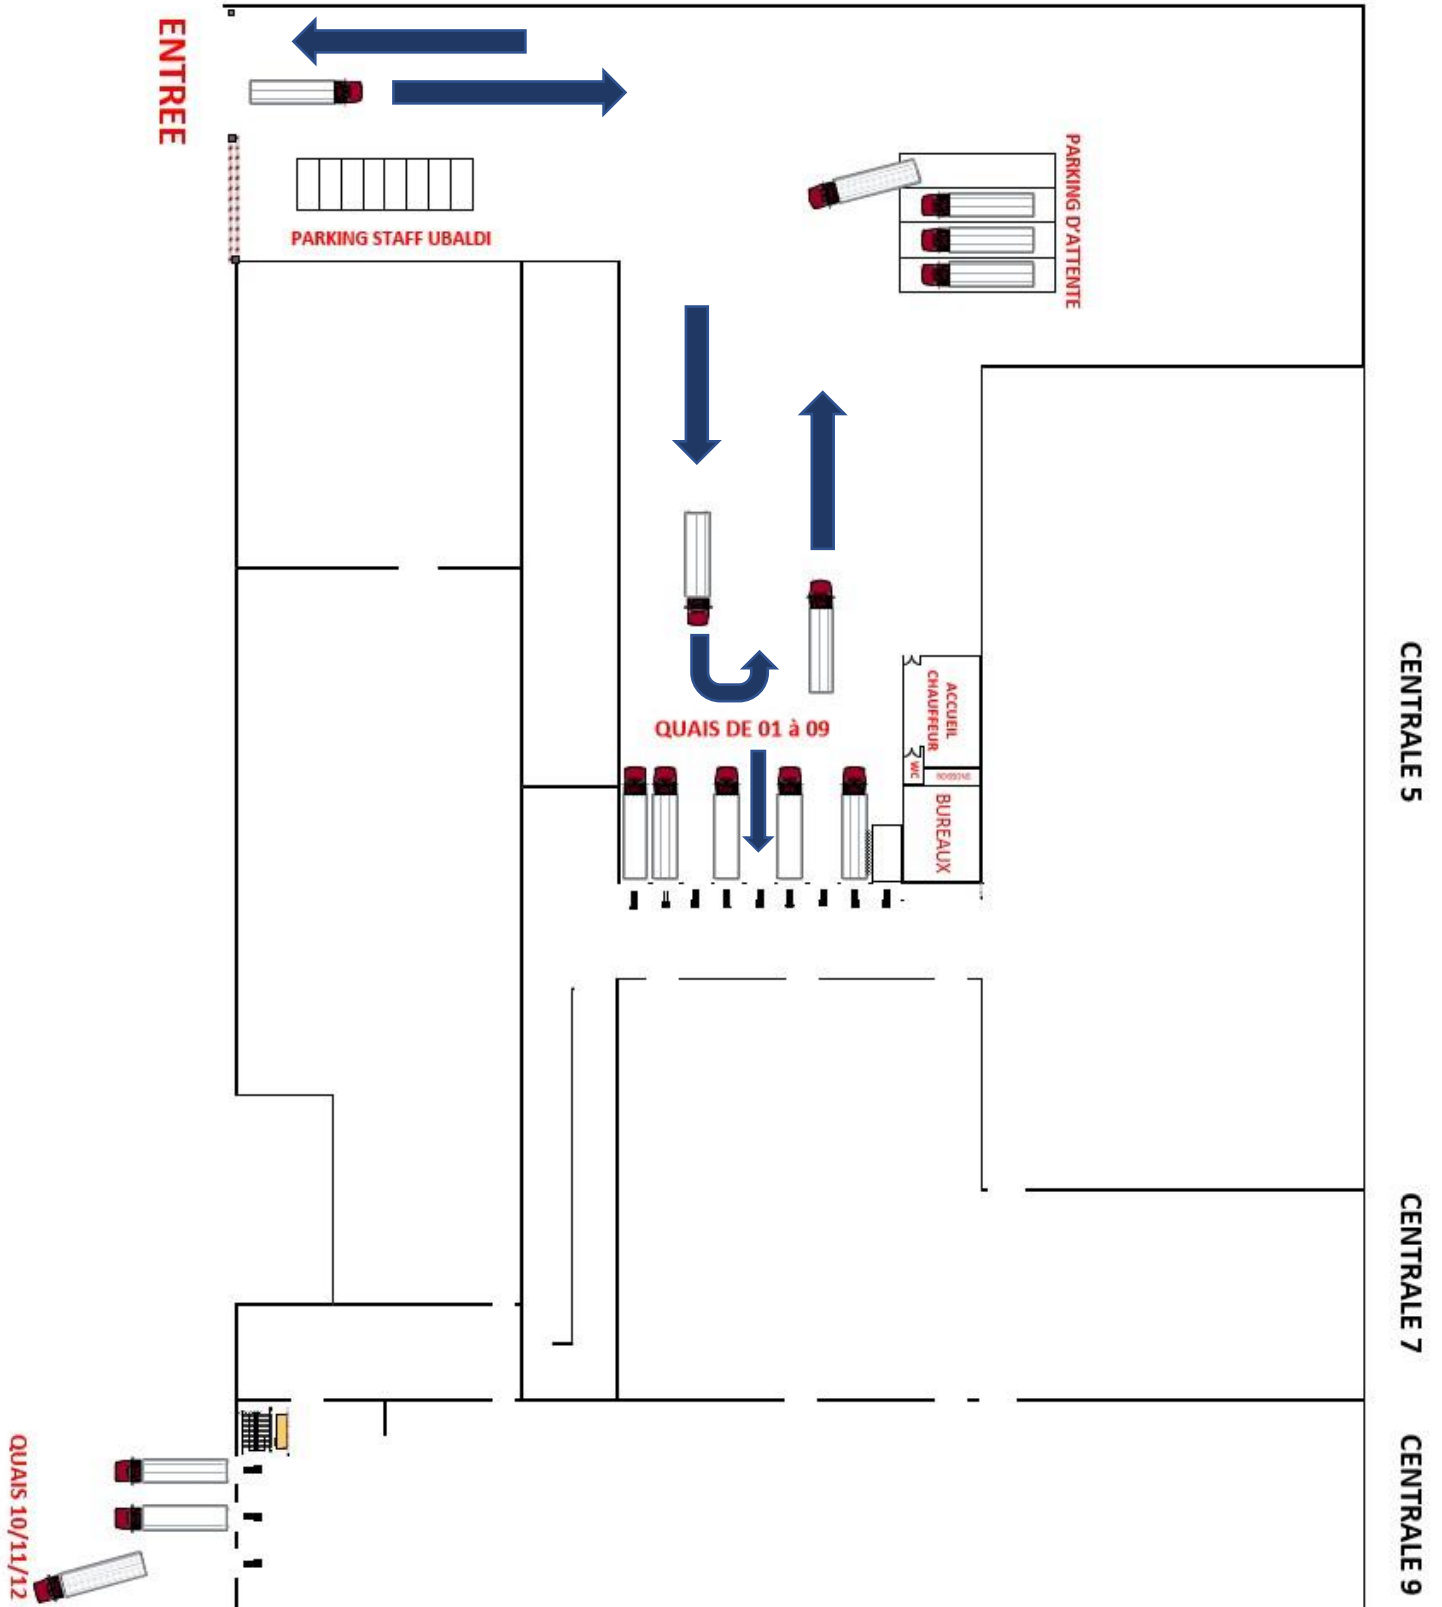 ENTREE
PARKING STAFF UBALDI
PARKING D'ATTENTE
CENTRALE 5
ACCUEIL
CHAUFFEUR
WC
BUREAUX
QUAIS DE 01 à 09
CENTRALE 7
CENTRALE 9
QUAIS 10/11/12